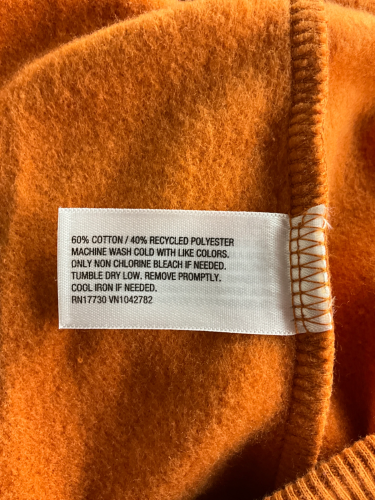 60% COTTON / 40% RECYCLED POLYESTER
MACHINE WASH COLD WITH LIKE COLORS.
ONLY NON CHLORINE BLEACH IF NEEDED.
TUMBLE DRY LOW. REMOVE PROMPTLY.
COOL IRON IF NEEDED.
RN17730 VN1042782